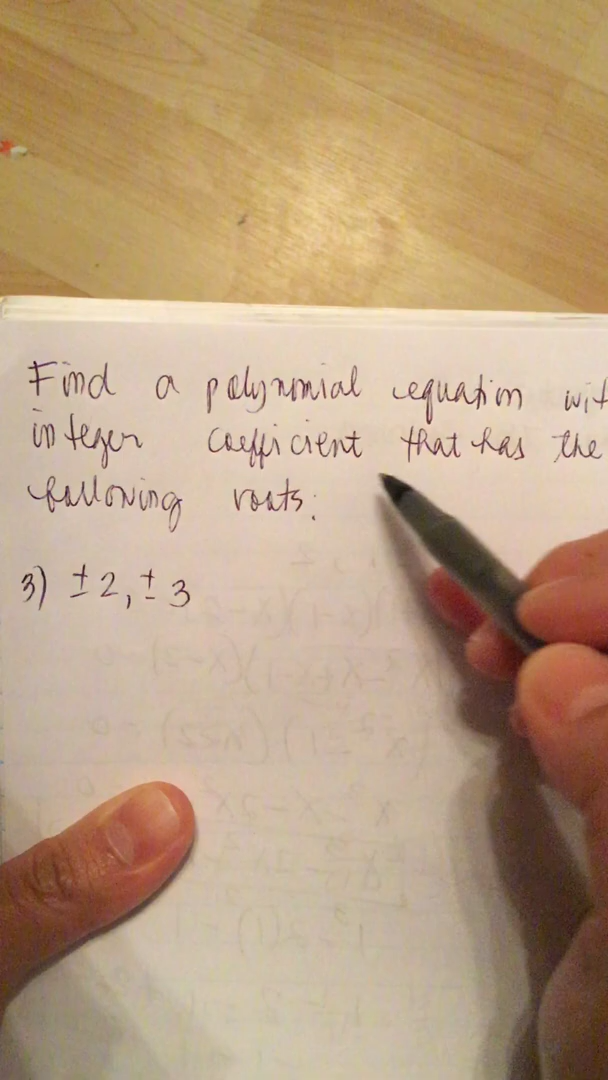 Find a polynomial equation wit
integer coefficient that has the
following roots:
3) ±2, ±3